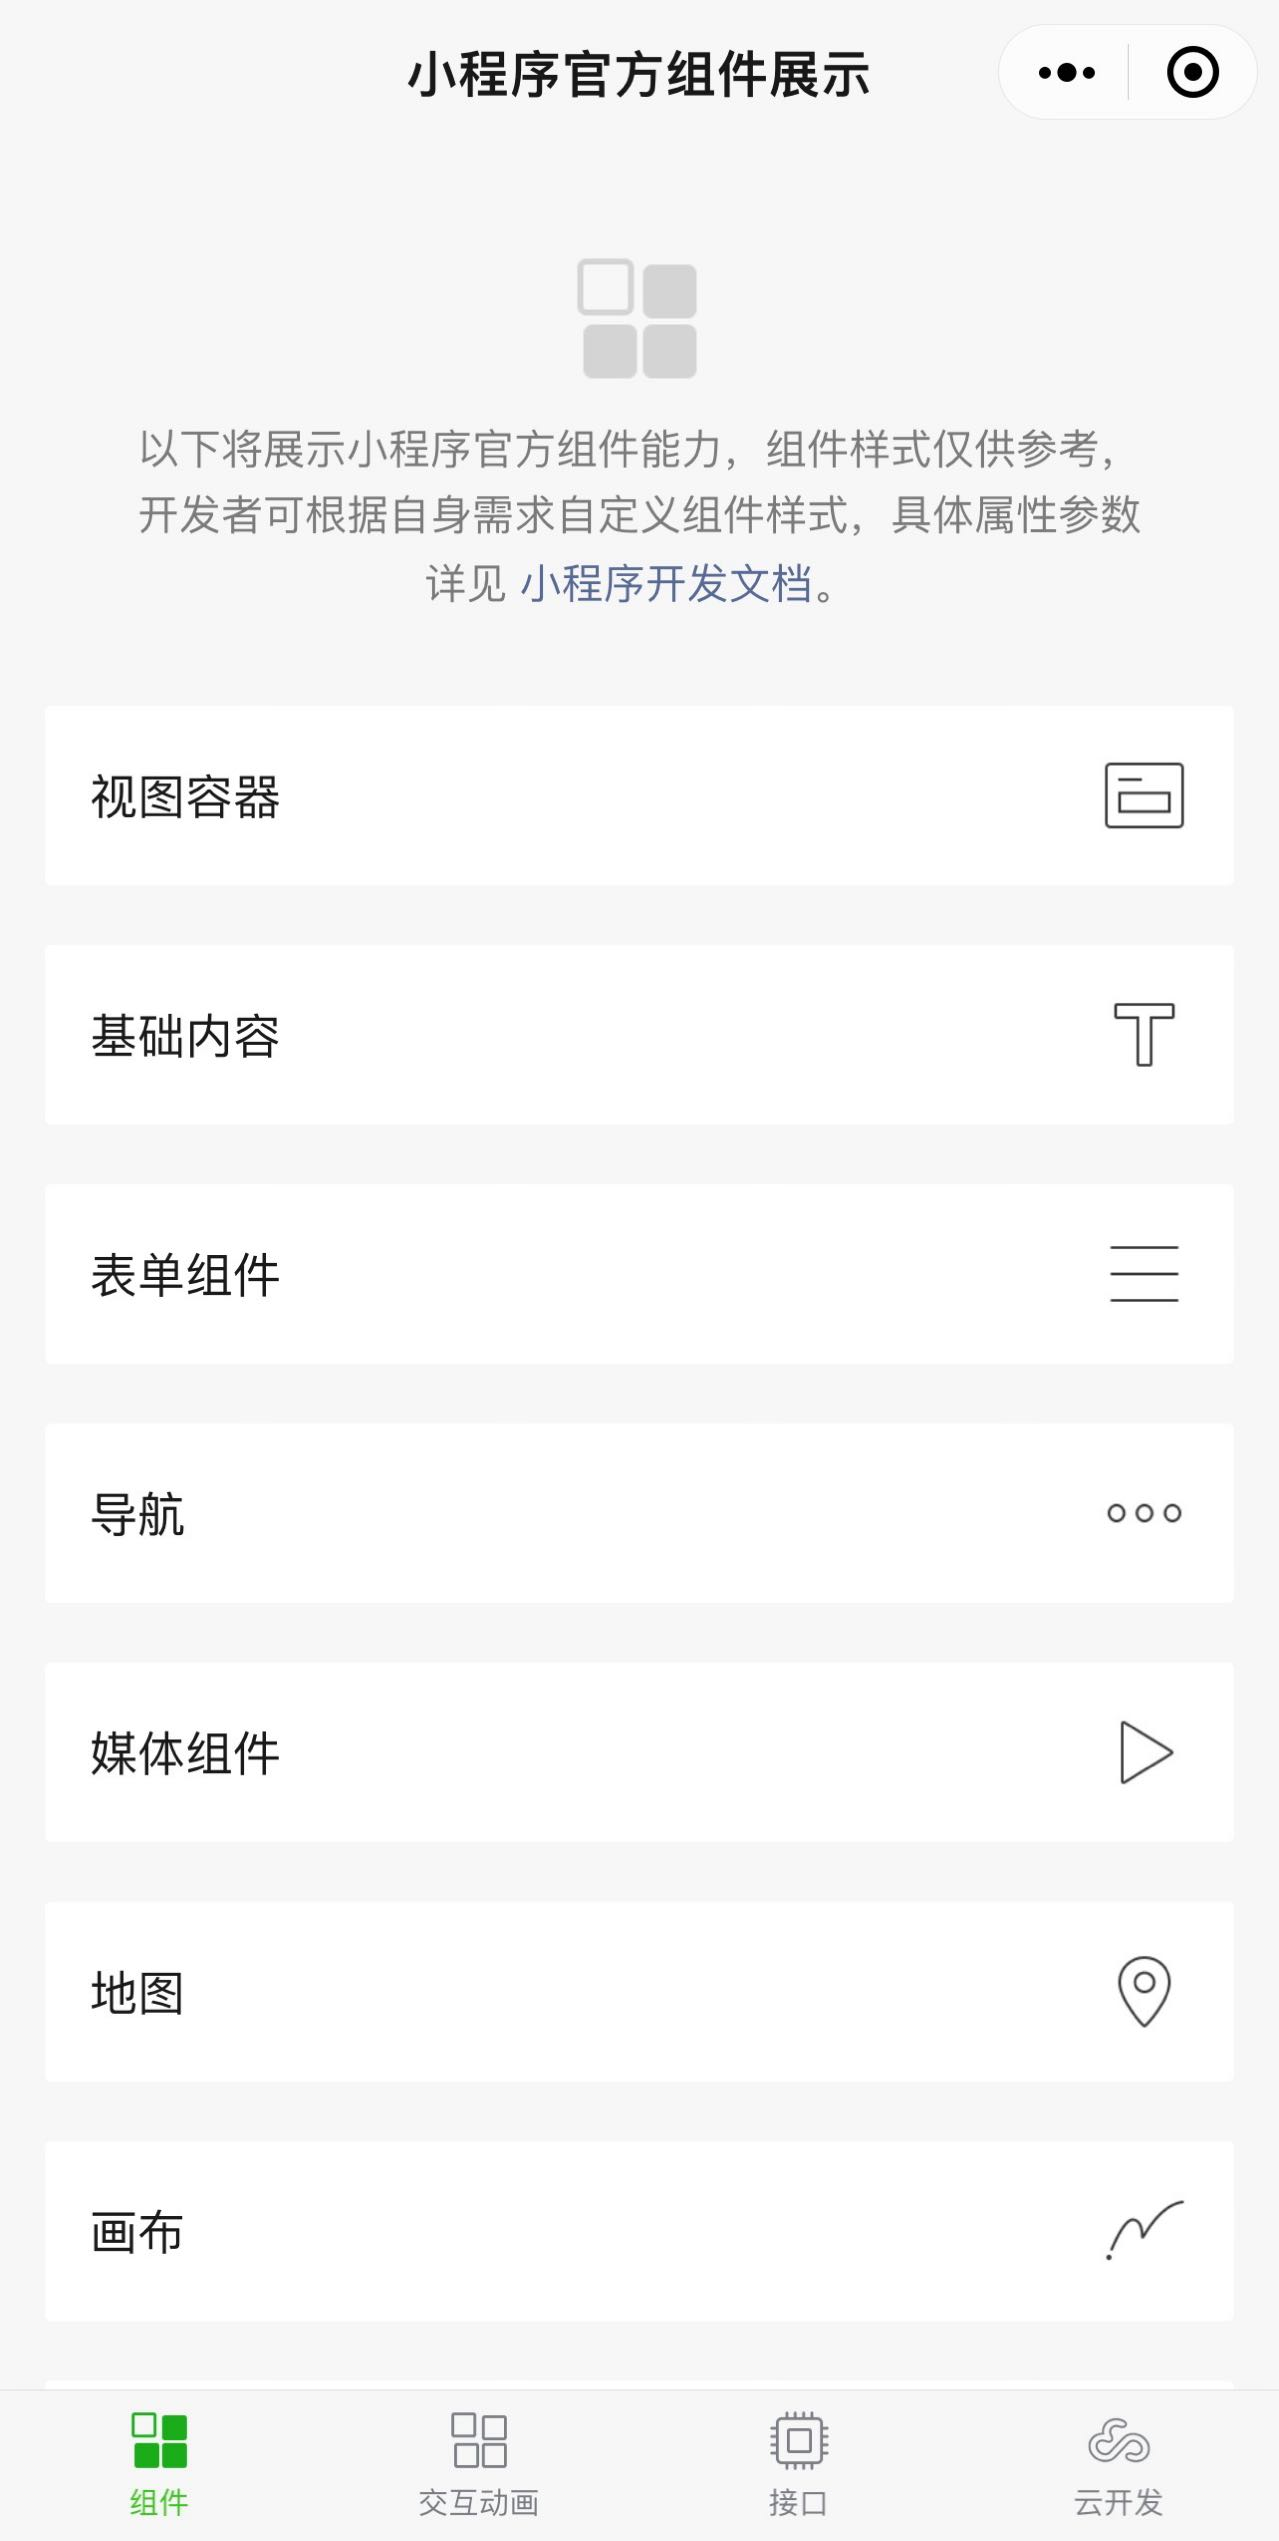 小程序官方组件展示
以下将展示小程序官方组件能力，组件样式仅供参考，
开发者可根据自身需求自定义组件样式，具体属性参数
详见 小程序开发文档。
视图容器
基础内容
表单组件
导航
媒体组件
地图
画布
组件
交互动画
接口
云开发